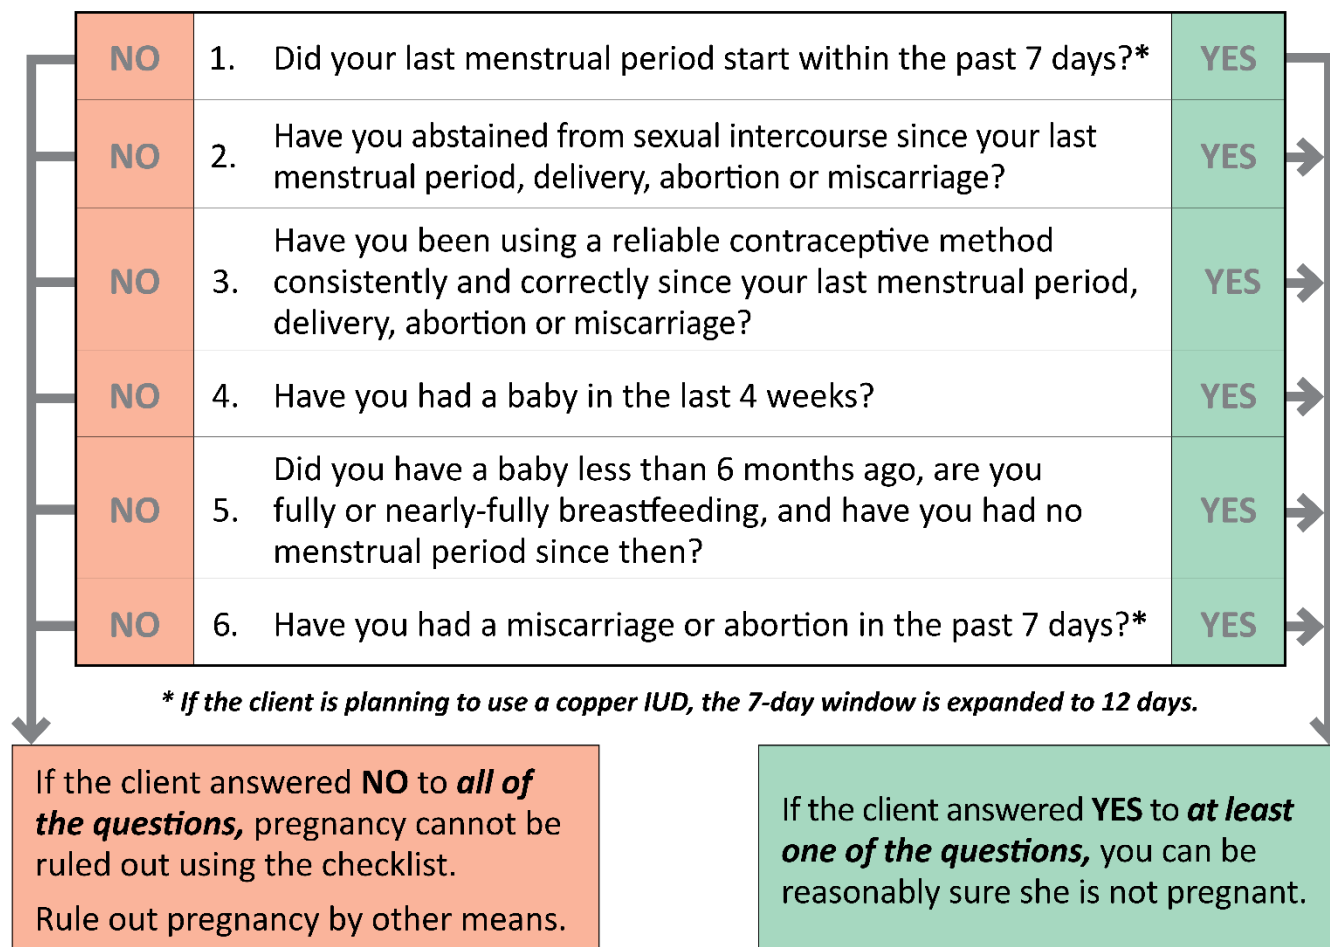 NO 1. Did your last menstrual period start within the past 7 days?* YES
NO 2. Have you abstained from sexual intercourse since your last
menstrual period, delivery, abortion or miscarriage? YES
NO 3. Have you been using a reliable contraceptive method
consistently and correctly since your last menstrual period,
delivery, abortion or miscarriage? YES
NO 4. Have you had a baby in the last 4 weeks? YES
NO 5. Did you have a baby less than 6 months ago, are you
fully or nearly-fully breastfeeding, and have you had no
menstrual period since then? YES
NO 6. Have you had a miscarriage or abortion in the past 7 days?* YES
* If the client is planning to use a copper IUD, the 7-day window is expanded to 12 days.
If the client answered NO to all of
the questions, pregnancy cannot be
ruled out using the checklist.
Rule out pregnancy by other means.
If the client answered YES to at least
one of the questions, you can be
reasonably sure she is not pregnant.